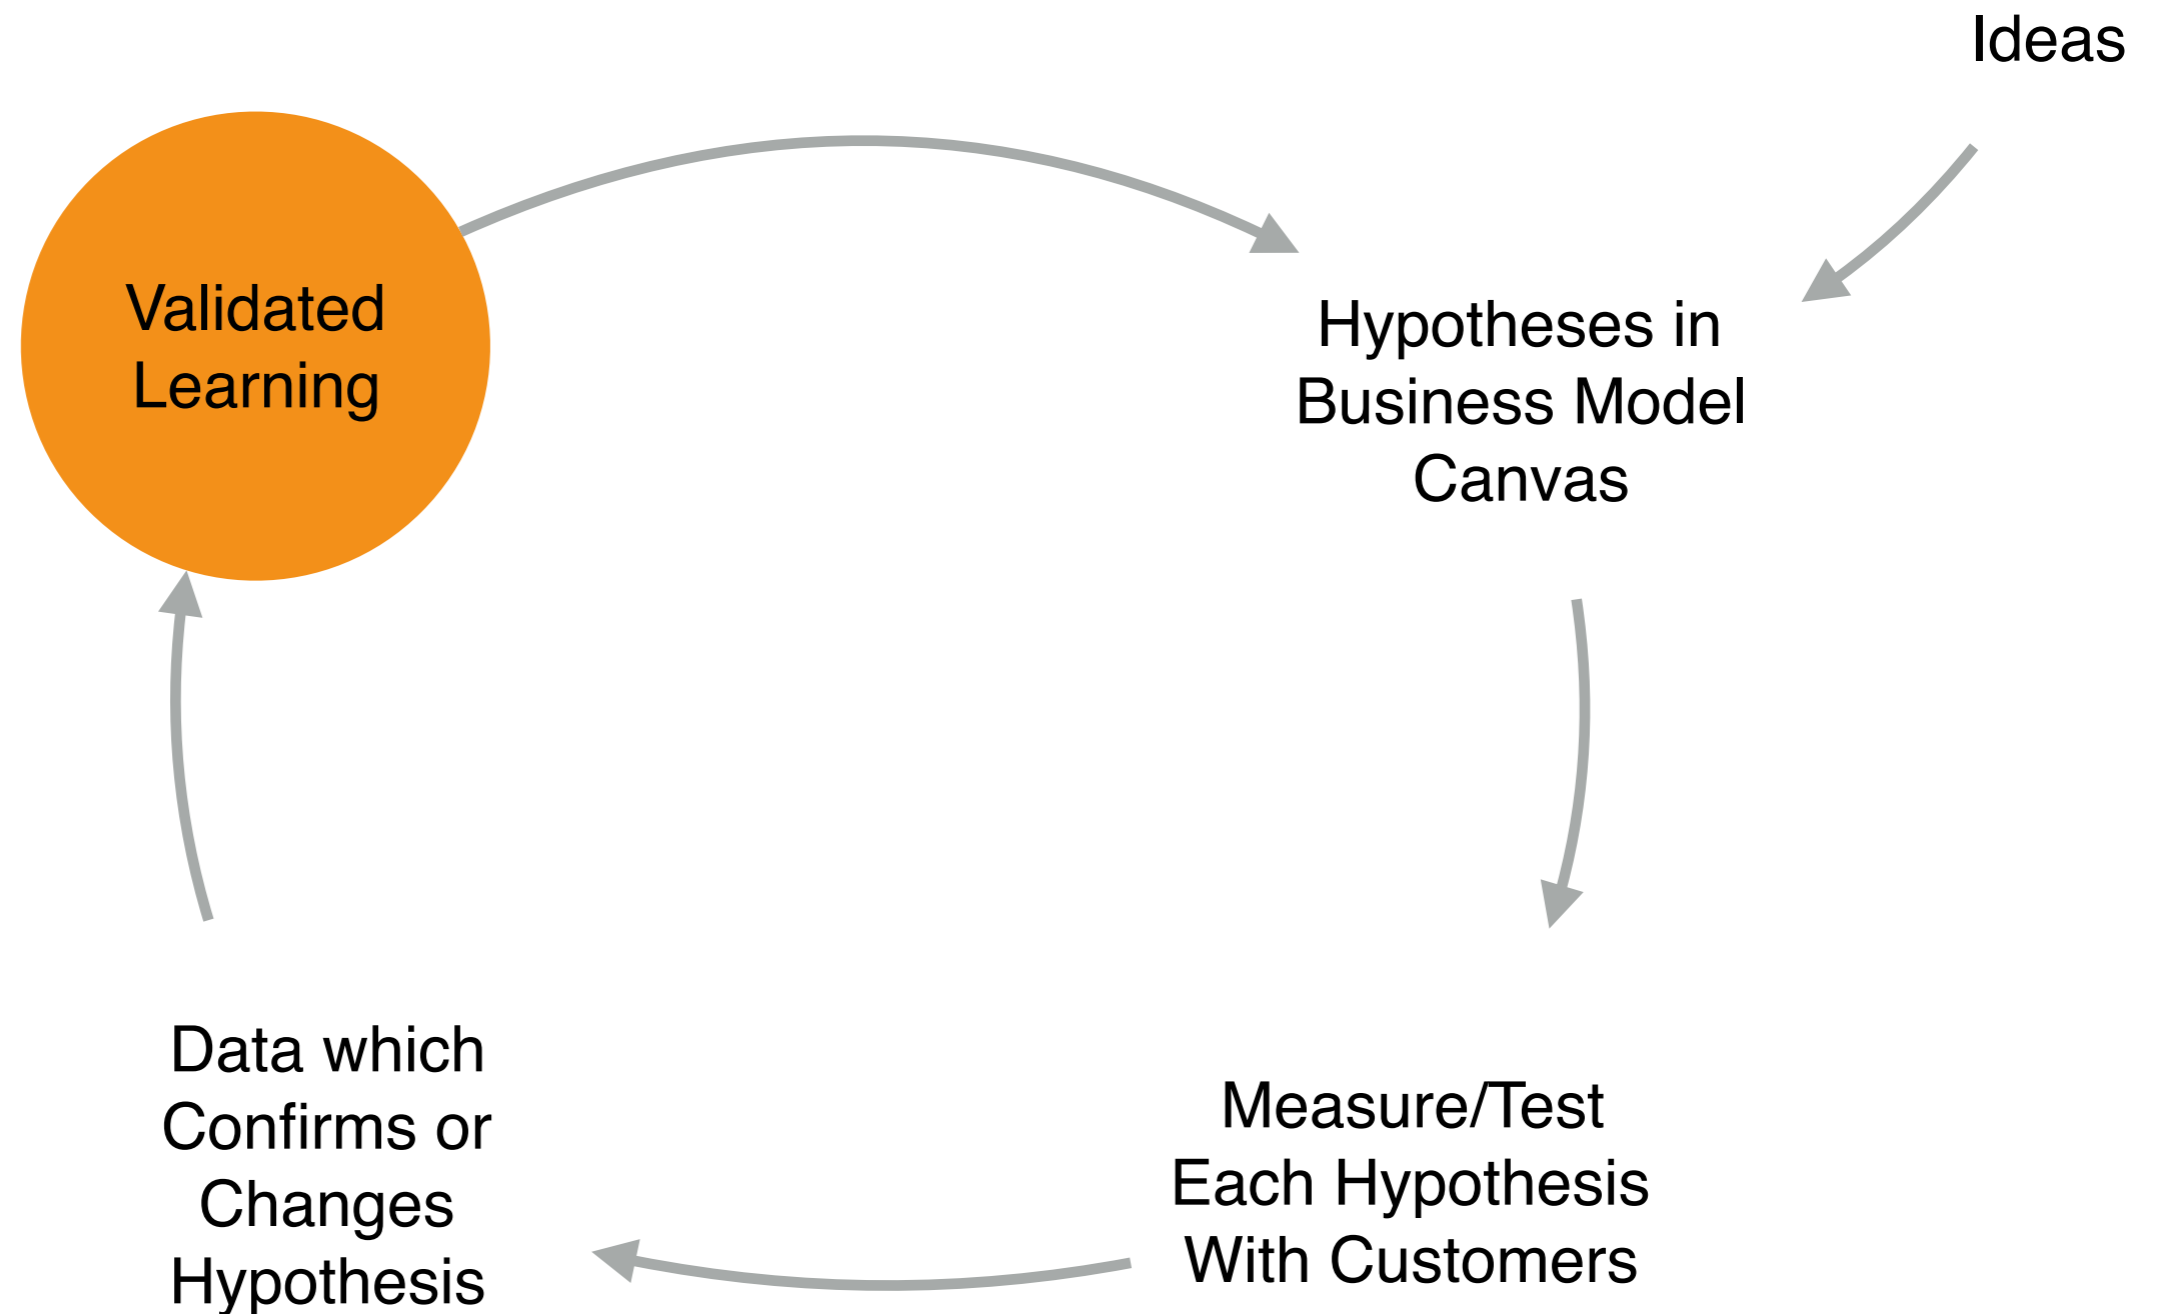 Ideas
Validated
Learning
Hypotheses in
Business Model
Canvas
Measure/Test
Each Hypothesis
With Customers
Data which
Confirms or
Changes
Hypothesis